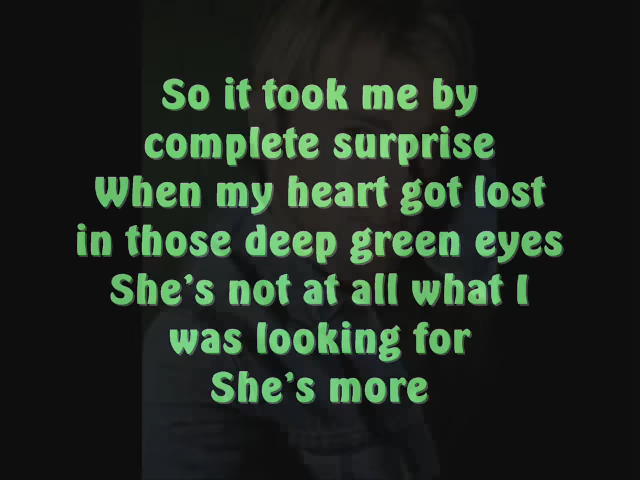 So it took me by
complete surprise
When my heart got lost
in those deep green eyes
She's not at all what I
was looking for
She's more